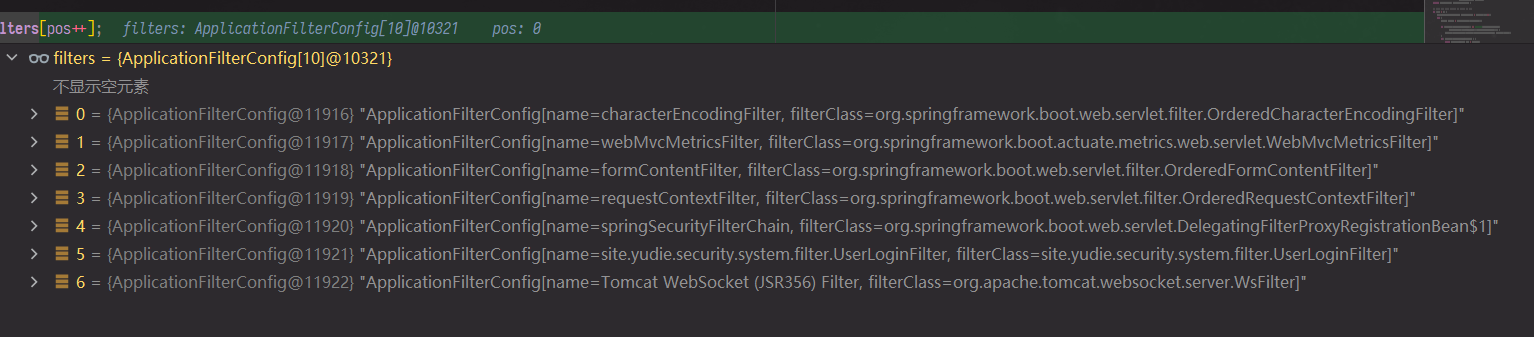 lters[pos++]; filters: ApplicationFilterConfig[10]@10321 pos: 0
filters = {ApplicationFilterConfig[10]@10321}
不显示空元素
0 = {ApplicationFilterConfig@11916} "ApplicationFilterConfig[name=characterEncodingFilter, filterClass=org.springframework.boot.web.servlet.filter.OrderedCharacterEncodingFilter]"
1 = {ApplicationFilterConfig@11917} "ApplicationFilterConfig[name=webMvcMetricsFilter, filterClass=org.springframework.boot.actuate.metrics.web.servlet.WebMvcMetricsFilter]"
2 = {ApplicationFilterConfig@11918} "ApplicationFilterConfig[name=formContentFilter, filterClass=org.springframework.boot.web.servlet.filter.OrderedFormContentFilter]"
3 = {ApplicationFilterConfig@11919} "ApplicationFilterConfig[name=requestContextFilter, filterClass=org.springframework.boot.web.servlet.filter.OrderedRequestContextFilter]"
4 = {ApplicationFilterConfig@11920} "ApplicationFilterConfig[name=springSecurityFilterChain, filterClass=org.springframework.boot.web.servlet.DelegatingFilterProxyRegistrationBean$1]"
5 = {ApplicationFilterConfig@11921} "ApplicationFilterConfig[name=site.yudie.security.system.filter.UserLoginFilter, filterClass=site.yudie.security.system.filter.UserLoginFilter]"
6 = {ApplicationFilterConfig@11922} "ApplicationFilterConfig[name=Tomcat WebSocket (JSR356) Filter, filterClass=org.apache.tomcat.websocket.server.WsFilter]"